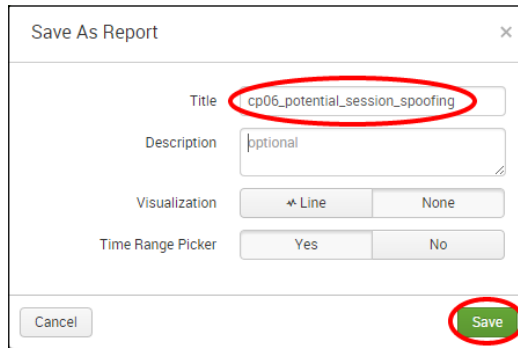 Save As Report ×
Title cp06_potential_session_spoofing
Description optional
Visualization Line None
Time Range Picker Yes No
Cancel Save